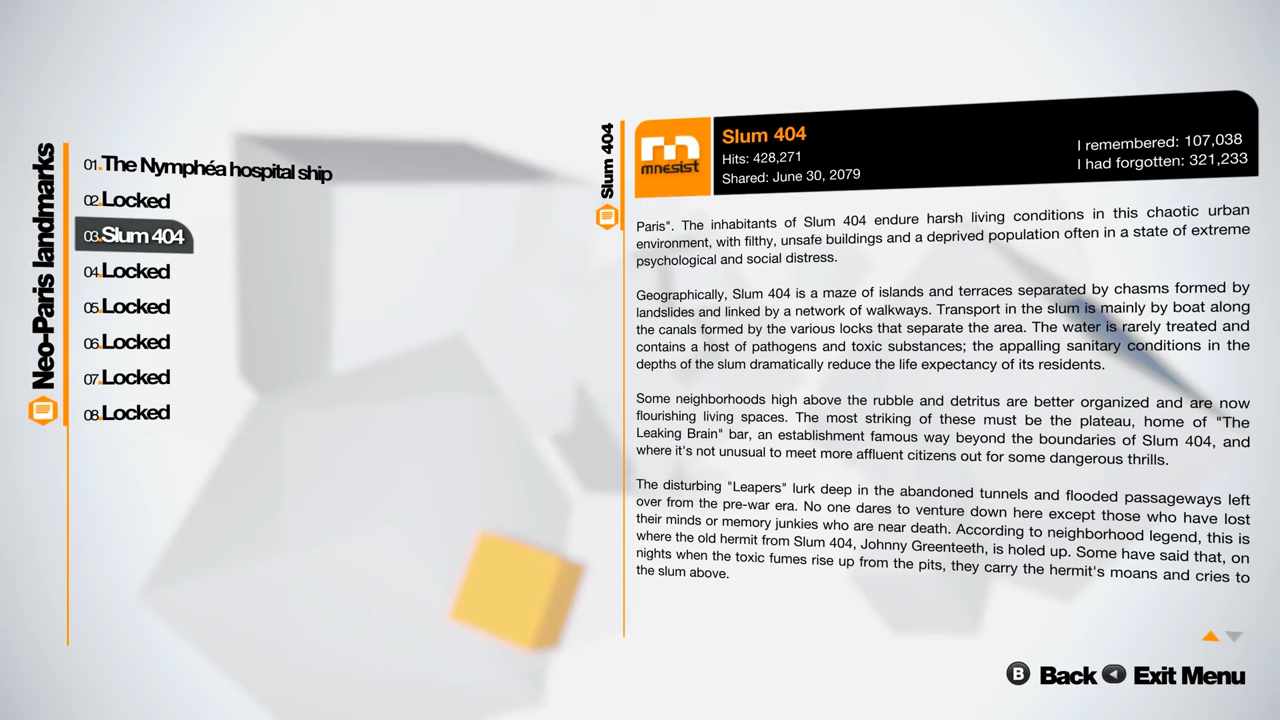 Neo-Paris landmarks
01.The Nymphéa hospital ship
02.Locked
03.Slum 404
04.Locked
05.Locked
06.Locked
07.Locked
08.Locked
Slum 404
mnesist
Slum 404
Hits: 428,271
Shared: June 30, 2079
I remembered: 107,038
I had forgotten: 321,233
Paris". The inhabitants of Slum 404 endure harsh living conditions in this chaotic urban
environment, with filthy, unsafe buildings and a deprived population often in a state of extreme
psychological and social distress.
Geographically, Slum 404 is a maze of islands and terraces separated by chasms formed by
landslides and linked by a network of walkways. Transport in the slum is mainly by boat along
the canals formed by the various locks that separate the area. The water is rarely treated and
contains a host of pathogens and toxic substances; the appalling sanitary conditions in the
depths of the slum dramatically reduce the life expectancy of its residents.
Some neighborhoods high above the rubble and detritus are better organized and are now
flourishing living spaces. The most striking of these must be the plateau, home of "The
Leaking Brain" bar, an establishment famous way beyond the boundaries of Slum 404, and
where it's not unusual to meet more affluent citizens out for some dangerous thrills.
The disturbing "Leapers" lurk deep in the abandoned tunnels and flooded passageways left
over from the pre-war era. No one dares to venture down here except those who have lost
their minds or memory junkies who are near death. According to neighborhood legend, this is
where the old hermit from Slum 404, Johnny Greenteeth, is holed up. Some have said that, on
nights when the toxic fumes rise up from the pits, they carry the hermit's moans and cries to
the slum above.
B Back Exit Menu